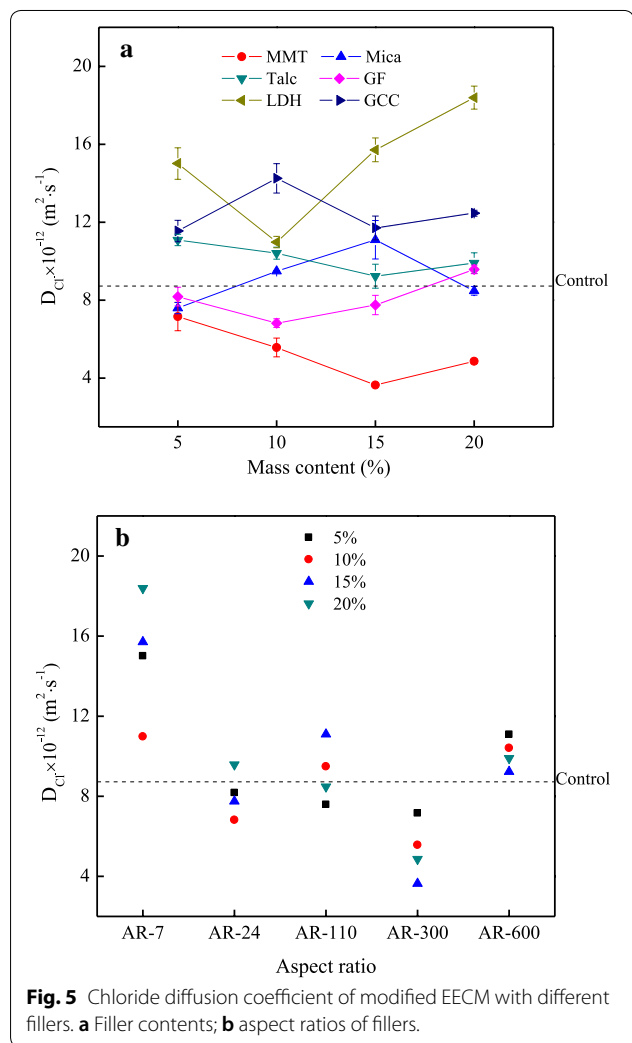 a
MMT Mica
Talc GF
LDH GCC
20
16
12
8
4
D_Cl-×10^-12 (m²·s⁻¹)
Control
5 10 15 20
Mass content (%)
b
5%
10%
15%
20%
20
16
12
8
4
D_Cl-×10^-12 (m²·s⁻¹)
Control
AR-7 AR-24 AR-110 AR-300 AR-600
Aspect ratio
Fig. 5 Chloride diffusion coefficient of modified EECM with different
fillers. a Filler contents; b aspect ratios of fillers.